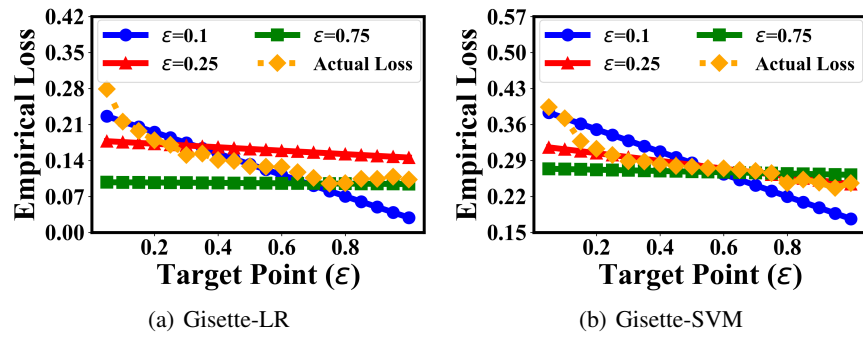 0.42
0.35
0.28
0.21
0.14
0.07
0.00
Empirical Loss
ε=0.1
ε=0.25
ε=0.75
Actual Loss
0.2 0.4 0.6 0.8
Target Point (ε)
(a) Gisette-LR
0.57
0.50
0.43
0.36
0.29
0.22
0.15
Empirical Loss
ε=0.1
ε=0.25
ε=0.75
Actual Loss
0.2 0.4 0.6 0.8
Target Point (ε)
(b) Gisette-SVM